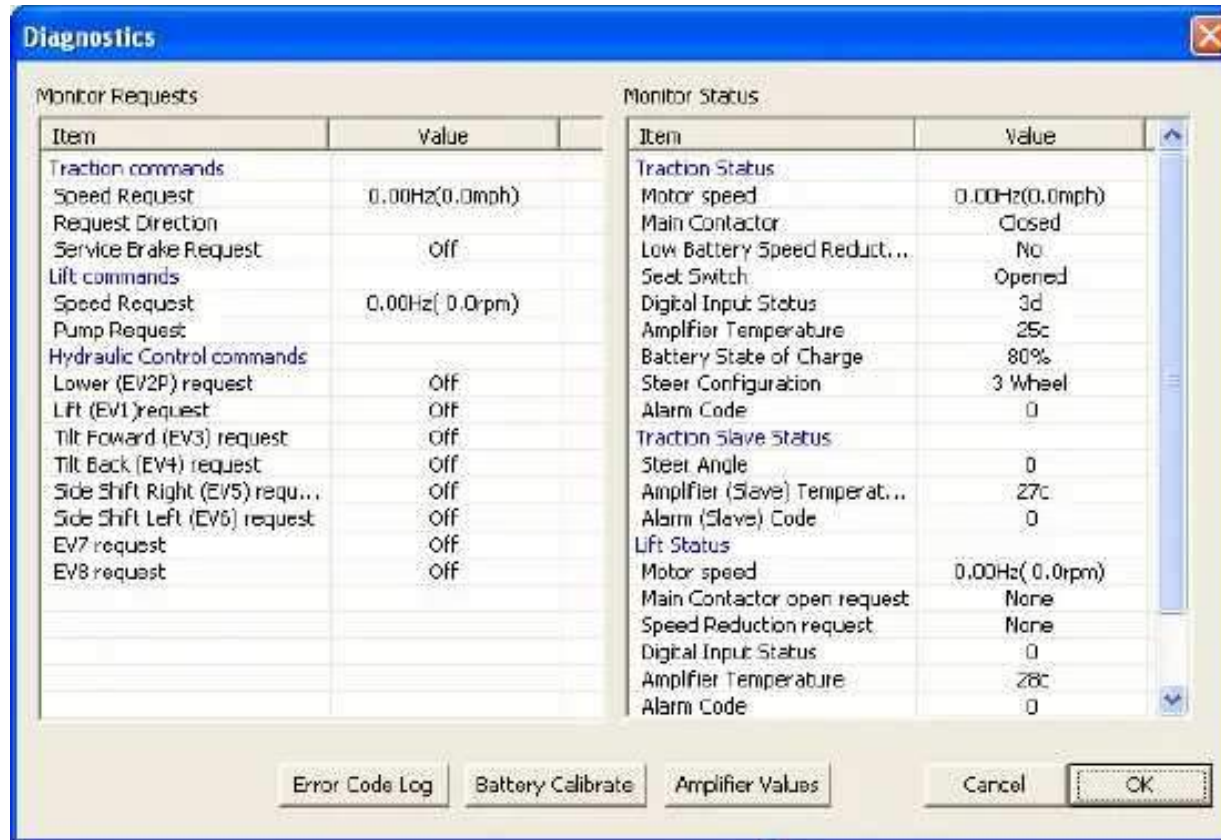 Diagnostics
Monitor Requests
Item Value
Traction commands
Speed Request 0.00Hz(0.0mph)
Request Direction
Service Brake Request Off
Lift commands
Speed Request 0.00Hz( 0.0rpm)
Pump Request
Hydraulic Control commands
Lower (EV2P) request Off
Lift (EV1)request Off
Tilt Foward (EV3) request Off
Tilt Back (EV4) request Off
Side Shift Right (EV5) requ... Off
Side Shift Left (EV6) request Off
EV7 request Off
EV8 request Off
Monitor Status
Item Value
Traction Status
Motor speed 0.00Hz(0.0mph)
Main Contactor Closed
Low Battery Speed Reduct... No
Seat Switch Opened
Digital Input Status 3d
Amplfier Temperature 25c
Battery State of Charge 80%
Steer Configuration 3 Wheel
Alarm Code 0
Traction Slave Status
Steer Angle 0
Amplifier (Slave) Temperat... 27c
Alarm (Slave) Code 0
Lift Status
Motor speed 0.00Hz( 0.0rpm)
Main Contactor open request None
Speed Reduction request None
Digital Input Status 0
Amplfier Temperature 28c
Alarm Code 0
Error Code Log Battery Calibrate Amplifier Values Cancel OK